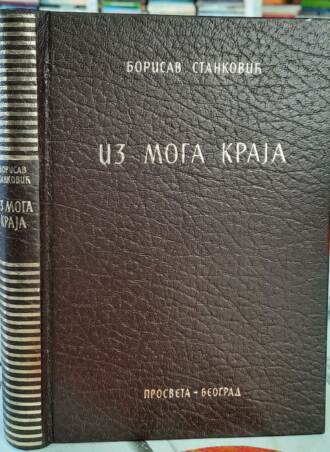 БОРИСАВ СТАНКОВИЋ
ИЗ МОГА КРАЈА
ПРОСВЕТА - БЕОГРАД
БОРИСАВ
СТАНКОВИЋ
ИЗ МОГА
КРАЈА